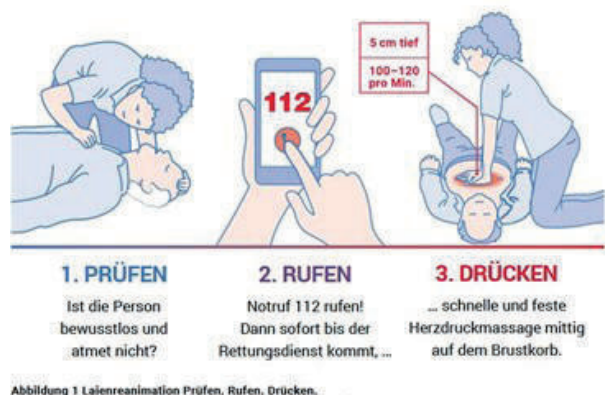 5 cm tief
100–120
pro Min.
112
1. PRÜFEN
Ist die Person
bewusstlos und
atmet nicht?
2. RUFEN
Notruf 112 rufen!
Dann sofort bis der
Rettungsdienst kommt, ...
3. DRÜCKEN
... schnelle und feste
Herzdruckmassage mittig
auf dem Brustkorb.
Abbildung 1 Laienreanimation Prüfen. Rufen. Drücken.